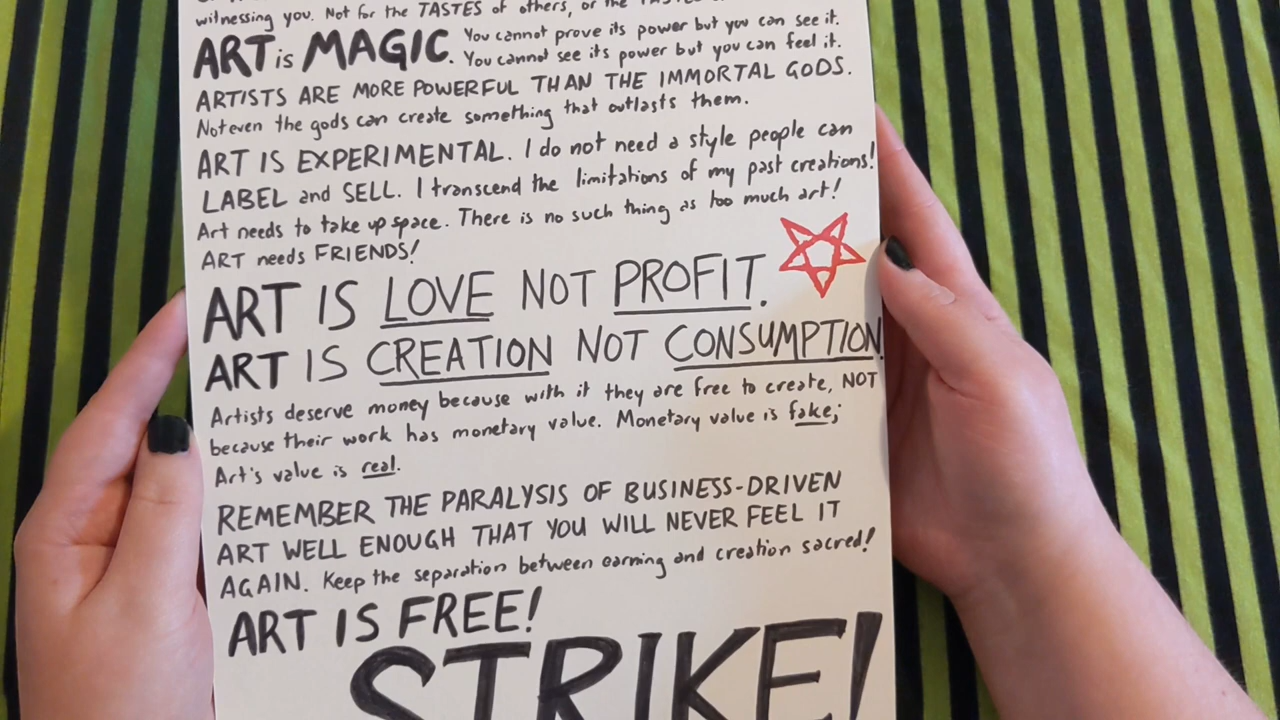 witnessing you. Not for the TASTES of others, or the
ART is MAGIC. You cannot prove its power but you can see it.
You cannot see its power but you can feel it.
ARTISTS ARE MORE POWERFUL THAN THE IMMORTAL GODS.
Not even the gods can create something that outlasts them.
ART IS EXPERIMENTAL. I do not need a style people can
LABEL and SELL. I transcend the limitations of my past creations!
Art needs to take up space. There is no such thing as too much art!
ART needs FRIENDS!
ART IS LOVE NOT PROFIT.
ART IS CREATION NOT CONSUMPTION.
Artists deserve money because with it they are free to create, NOT
because their work has monetary value. Monetary value is fake;
Art's value is real.
REMEMBER THE PARALYSIS OF BUSINESS-DRIVEN
ART WELL ENOUGH THAT YOU WILL NEVER FEEL IT
AGAIN. Keep the separation between earning and creation sacred!
ART IS FREE!
STRIKE!